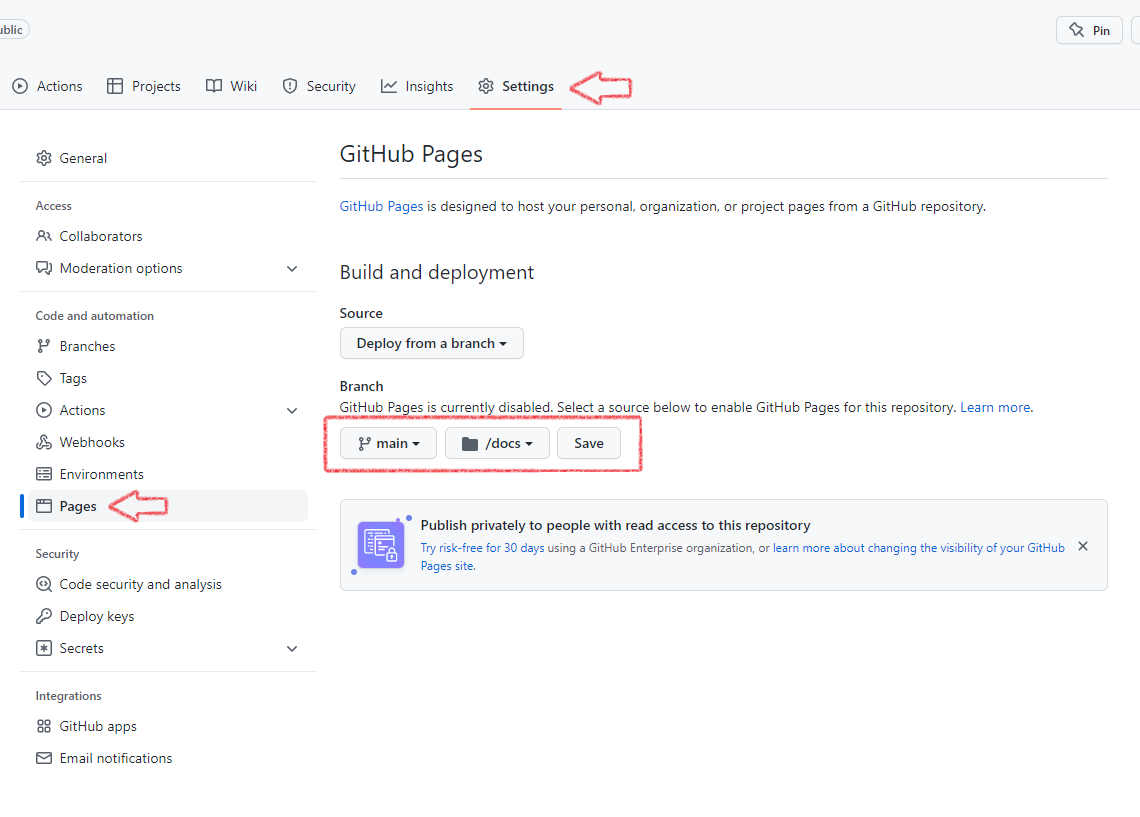 Pin
Actions
Projects
Wiki
Security
Insights
Settings
General
Access
Collaborators
Moderation options
Code and automation
Branches
Tags
Actions
Webhooks
Environments
Pages
Security
Code security and analysis
Deploy keys
Secrets
Integrations
GitHub apps
Email notifications
GitHub Pages
GitHub Pages is designed to host your personal, organization, or project pages from a GitHub repository.
Build and deployment
Source
Deploy from a branch
Branch
GitHub Pages is currently disabled. Select a source below to enable GitHub Pages for this repository. Learn more.
main
/docs
Save
Publish privately to people with read access to this repository
Try risk-free for 30 days using a GitHub Enterprise organization, or learn more about changing the visibility of your GitHub
Pages site.